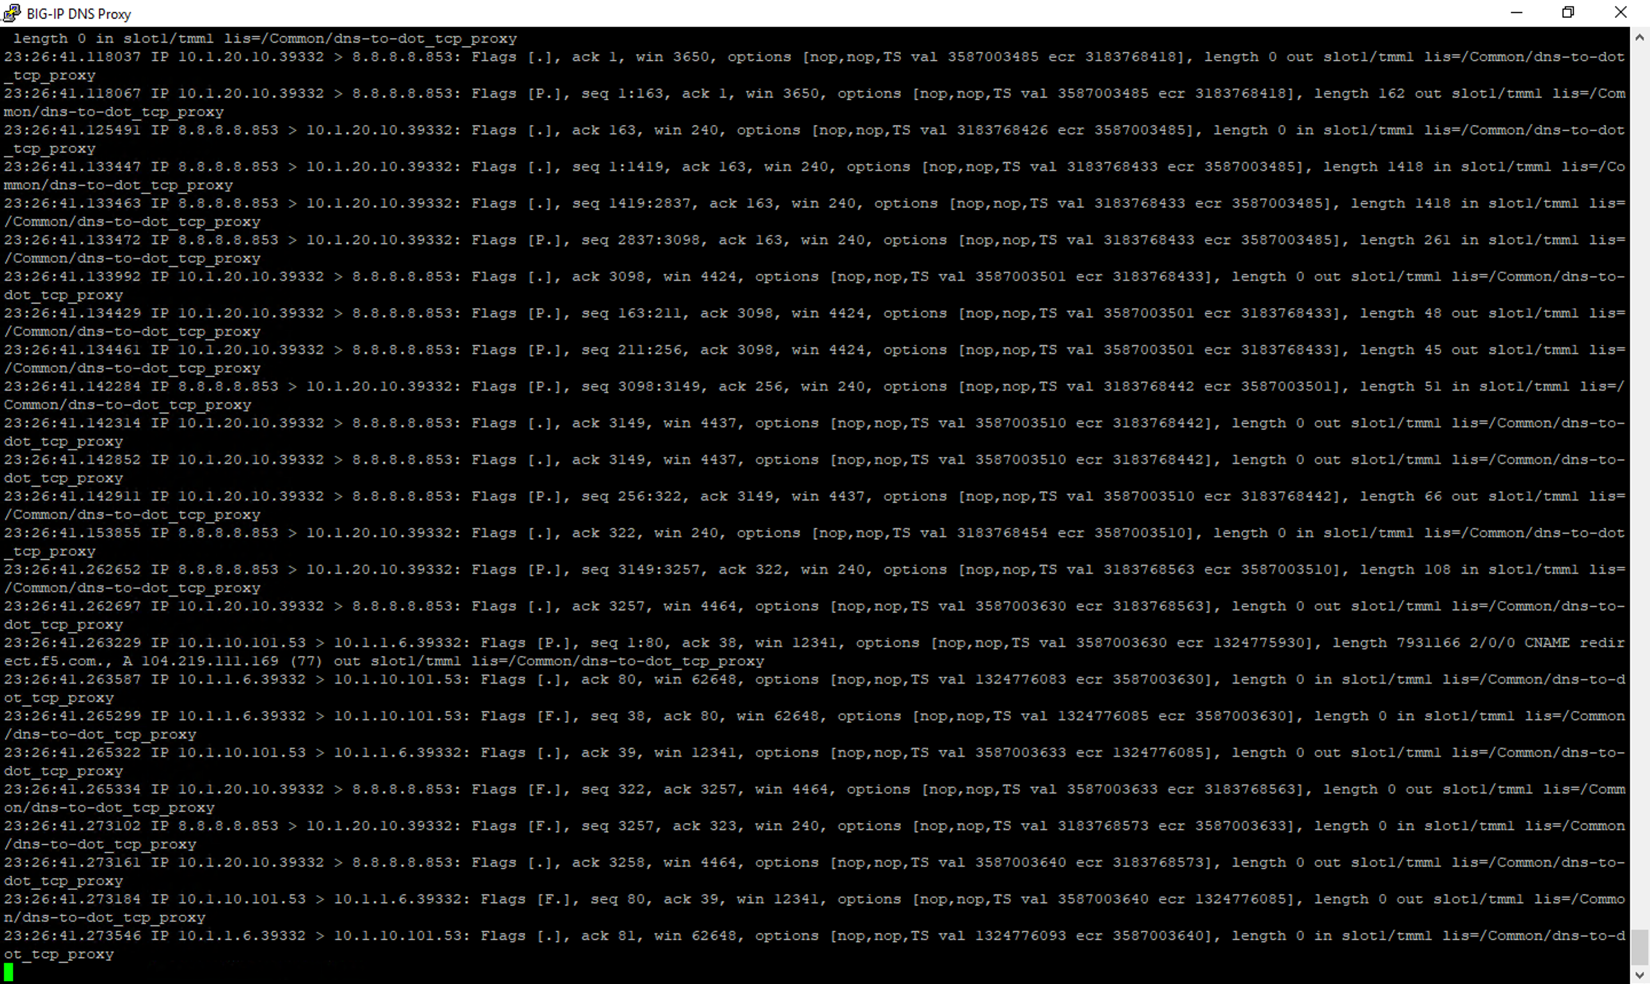 BIG-IP DNS Proxy
length 0 in slot1/tmm1 lis=/Common/dns-to-dot_tcp_proxy
23:26:41.118037 IP 10.1.20.10.39332 > 8.8.8.8.853: Flags [.], ack 1, win 3650, options [nop,nop,TS val 3587003485 ecr 3183768418], length 0 out slot1/tmm1 lis=/Common/dns-to-dot
_tcp_proxy
23:26:41.118067 IP 10.1.20.10.39332 > 8.8.8.8.853: Flags [P.], seq 1:163, ack 1, win 3650, options [nop,nop,TS val 3587003485 ecr 3183768418], length 162 out slot1/tmm1 lis=/Com
mon/dns-to-dot_tcp_proxy
23:26:41.125491 IP 8.8.8.8.853 > 10.1.20.10.39332: Flags [.], ack 163, win 240, options [nop,nop,TS val 3183768426 ecr 3587003485], length 0 in slot1/tmm1 lis=/Common/dns-to-dot
_tcp_proxy
23:26:41.133447 IP 8.8.8.8.853 > 10.1.20.10.39332: Flags [.], seq 1:1419, ack 163, win 240, options [nop,nop,TS val 3183768433 ecr 3587003485], length 1418 in slot1/tmm1 lis=/Co
mmon/dns-to-dot_tcp_proxy
23:26:41.133463 IP 8.8.8.8.853 > 10.1.20.10.39332: Flags [.], seq 1419:2837, ack 163, win 240, options [nop,nop,TS val 3183768433 ecr 3587003485], length 1418 in slot1/tmm1 lis=
/Common/dns-to-dot_tcp_proxy
23:26:41.133472 IP 8.8.8.8.853 > 10.1.20.10.39332: Flags [P.], seq 2837:3098, ack 163, win 240, options [nop,nop,TS val 3183768433 ecr 3587003485], length 261 in slot1/tmm1 lis=
/Common/dns-to-dot_tcp_proxy
23:26:41.133992 IP 10.1.20.10.39332 > 8.8.8.8.853: Flags [.], ack 3098, win 4424, options [nop,nop,TS val 3587003501 ecr 3183768433], length 0 out slot1/tmm1 lis=/Common/dns-to-
dot_tcp_proxy
23:26:41.134429 IP 10.1.20.10.39332 > 8.8.8.8.853: Flags [P.], seq 163:211, ack 3098, win 4424, options [nop,nop,TS val 3587003501 ecr 3183768433], length 48 out slot1/tmm1 lis=
/Common/dns-to-dot_tcp_proxy
23:26:41.134461 IP 10.1.20.10.39332 > 8.8.8.8.853: Flags [P.], seq 211:256, ack 3098, win 4424, options [nop,nop,TS val 3587003501 ecr 3183768433], length 45 out slot1/tmm1 lis=
/Common/dns-to-dot_tcp_proxy
23:26:41.142284 IP 8.8.8.8.853 > 10.1.20.10.39332: Flags [P.], seq 3098:3149, ack 256, win 240, options [nop,nop,TS val 3183768442 ecr 3587003501], length 51 in slot1/tmm1 lis=/
Common/dns-to-dot_tcp_proxy
23:26:41.142314 IP 10.1.20.10.39332 > 8.8.8.8.853: Flags [.], ack 3149, win 4437, options [nop,nop,TS val 3587003510 ecr 3183768442], length 0 out slot1/tmm1 lis=/Common/dns-to-
dot_tcp_proxy
23:26:41.142852 IP 10.1.20.10.39332 > 8.8.8.8.853: Flags [.], ack 3149, win 4437, options [nop,nop,TS val 3587003510 ecr 3183768442], length 0 out slot1/tmm1 lis=/Common/dns-to-
dot_tcp_proxy
23:26:41.142911 IP 10.1.20.10.39332 > 8.8.8.8.853: Flags [P.], seq 256:322, ack 3149, win 4437, options [nop,nop,TS val 3587003510 ecr 3183768442], length 66 out slot1/tmm1 lis=
/Common/dns-to-dot_tcp_proxy
23:26:41.153855 IP 8.8.8.8.853 > 10.1.20.10.39332: Flags [.], ack 322, win 240, options [nop,nop,TS val 3183768454 ecr 3587003510], length 0 in slot1/tmm1 lis=/Common/dns-to-dot
_tcp_proxy
23:26:41.262652 IP 8.8.8.8.853 > 10.1.20.10.39332: Flags [P.], seq 3149:3257, ack 322, win 240, options [nop,nop,TS val 3183768563 ecr 3587003510], length 108 in slot1/tmm1 lis=
/Common/dns-to-dot_tcp_proxy
23:26:41.262697 IP 10.1.20.10.39332 > 8.8.8.8.853: Flags [.], ack 3257, win 4464, options [nop,nop,TS val 3587003630 ecr 3183768563], length 0 out slot1/tmm1 lis=/Common/dns-to-
dot_tcp_proxy
23:26:41.263229 IP 10.1.10.101.53 > 10.1.1.6.39332: Flags [P.], seq 1:80, ack 38, win 12341, options [nop,nop,TS val 3587003630 ecr 1324775930], length 7931166 2/0/0 CNAME redir
ect.f5.com., A 104.219.111.169 (77) out slot1/tmm1 lis=/Common/dns-to-dot_tcp_proxy
23:26:41.263587 IP 10.1.1.6.39332 > 10.1.10.101.53: Flags [.], ack 80, win 62648, options [nop,nop,TS val 1324776083 ecr 3587003630], length 0 in slot1/tmm1 lis=/Common/dns-to-d
ot_tcp_proxy
23:26:41.265299 IP 10.1.1.6.39332 > 10.1.10.101.53: Flags [F.], seq 38, ack 80, win 62648, options [nop,nop,TS val 1324776085 ecr 3587003630], length 0 in slot1/tmm1 lis=/Common
/dns-to-dot_tcp_proxy
23:26:41.265322 IP 10.1.10.101.53 > 10.1.1.6.39332: Flags [.], ack 39, win 12341, options [nop,nop,TS val 3587003633 ecr 1324776085], length 0 out slot1/tmm1 lis=/Common/dns-to-
dot_tcp_proxy
23:26:41.265334 IP 10.1.20.10.39332 > 8.8.8.8.853: Flags [F.], seq 322, ack 3257, win 4464, options [nop,nop,TS val 3587003633 ecr 3183768563], length 0 out slot1/tmm1 lis=/Comm
on/dns-to-dot_tcp_proxy
23:26:41.273102 IP 8.8.8.8.853 > 10.1.20.10.39332: Flags [F.], seq 3257, ack 323, win 240, options [nop,nop,TS val 3183768573 ecr 3587003633], length 0 in slot1/tmm1 lis=/Common
/dns-to-dot_tcp_proxy
23:26:41.273161 IP 10.1.20.10.39332 > 8.8.8.8.853: Flags [.], ack 3258, win 4464, options [nop,nop,TS val 3587003640 ecr 3183768573], length 0 out slot1/tmm1 lis=/Common/dns-to-
dot_tcp_proxy
23:26:41.273184 IP 10.1.10.101.53 > 10.1.1.6.39332: Flags [F.], seq 80, ack 39, win 12341, options [nop,nop,TS val 3587003640 ecr 1324776085], length 0 out slot1/tmm1 lis=/Commo
n/dns-to-dot_tcp_proxy
23:26:41.273546 IP 10.1.1.6.39332 > 10.1.10.101.53: Flags [.], ack 81, win 62648, options [nop,nop,TS val 1324776093 ecr 3587003640], length 0 in slot1/tmm1 lis=/Common/dns-to-d
ot_tcp_proxy